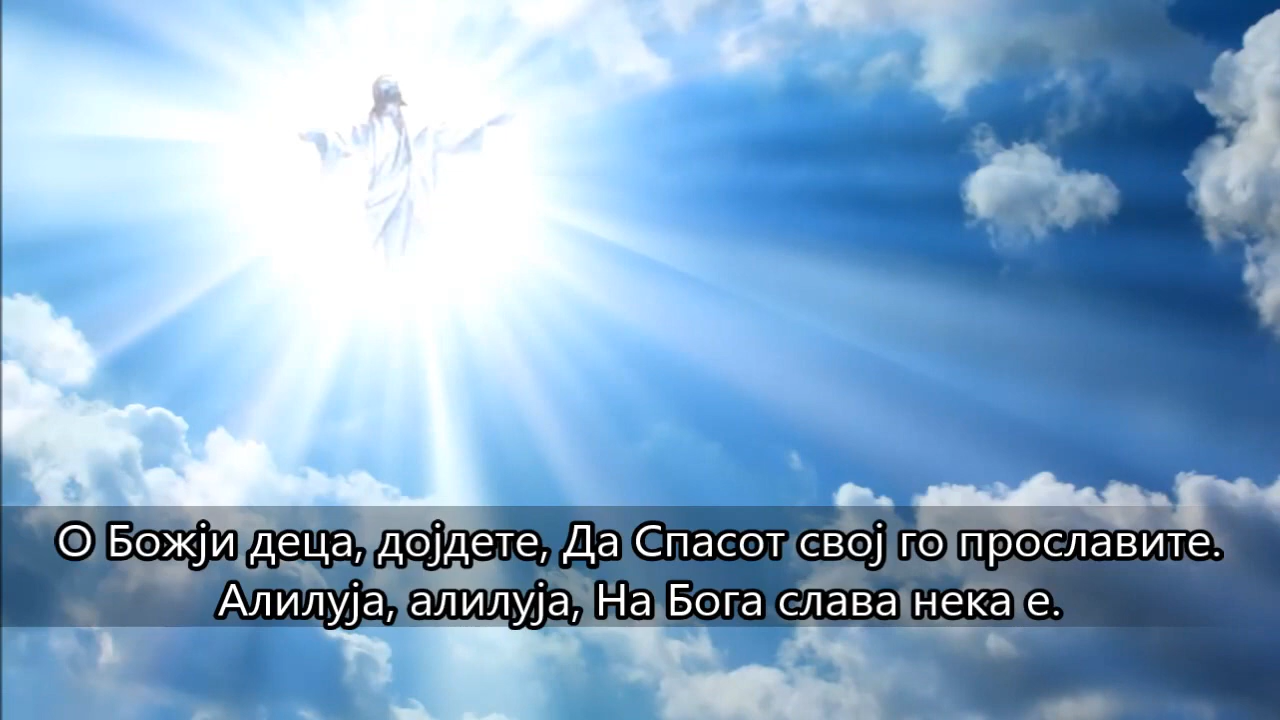 О Божји деца, дојдете, Да Спасот свој го прославите.
Алилуја, алилуја, На Бога слава нека е.